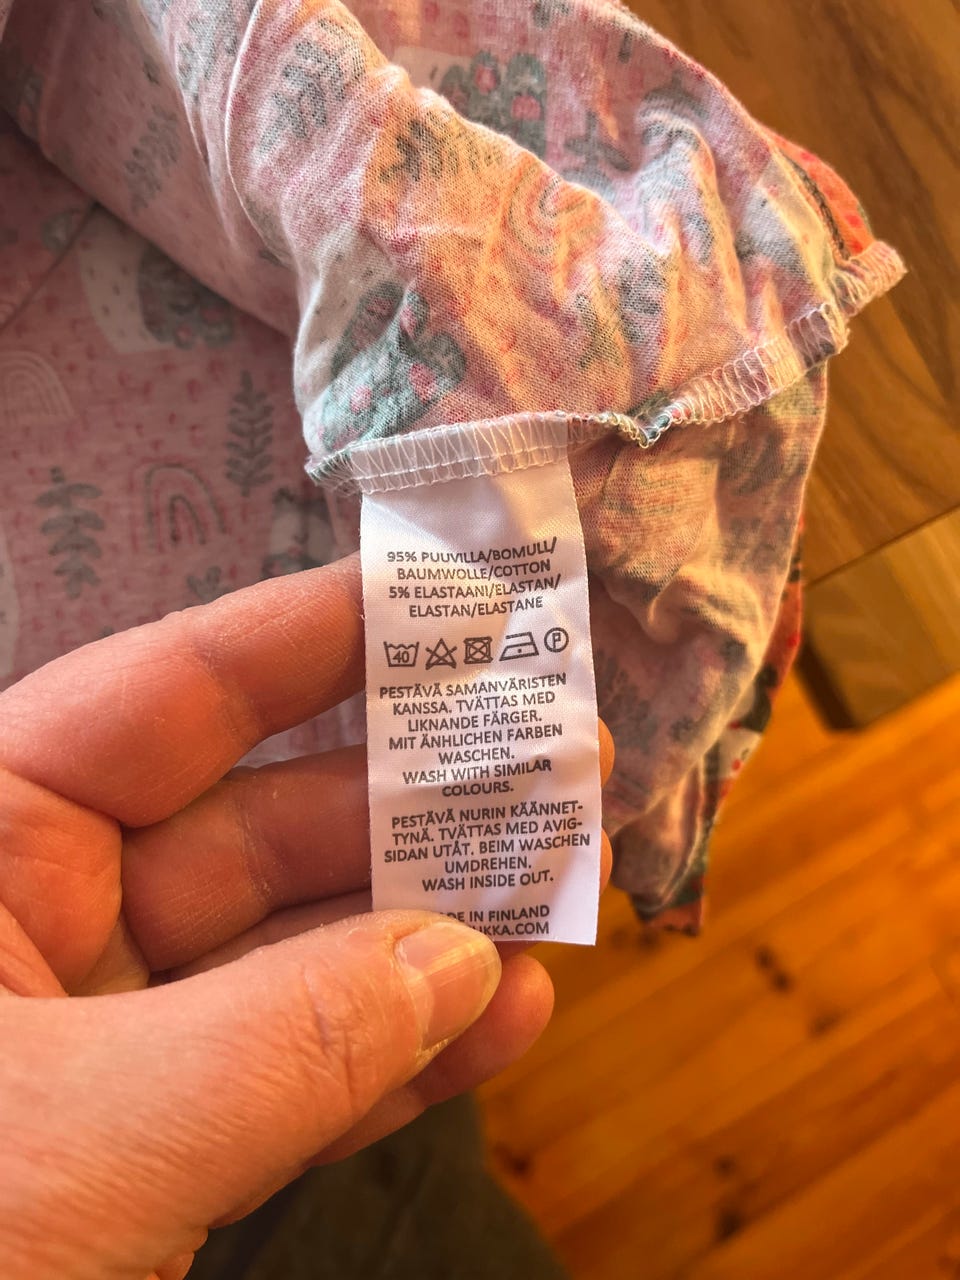 95% PUUVILLA/BOMULL/
BAUMWOLLE/COTTON
5% ELASTAANI/ELASTAN/
ELASTAN/ELASTANE
40 P
PESTÄVÄ SAMANVÄRISTEN
KANSSA. TVÄTTAS MED
LIKNANDE FÄRGER.
MIT ÄHNLICHEN FARBEN
WASCHEN.
WASH WITH SIMILAR
COLOURS.
PESTÄVÄ NURIN KÄÄNNET-
TYNÄ. TVÄTTAS MED AVIG-
SIDAN UTÅT. BEIM WASCHEN
UMDREHEN.
WASH INSIDE OUT.
IN FINLAND